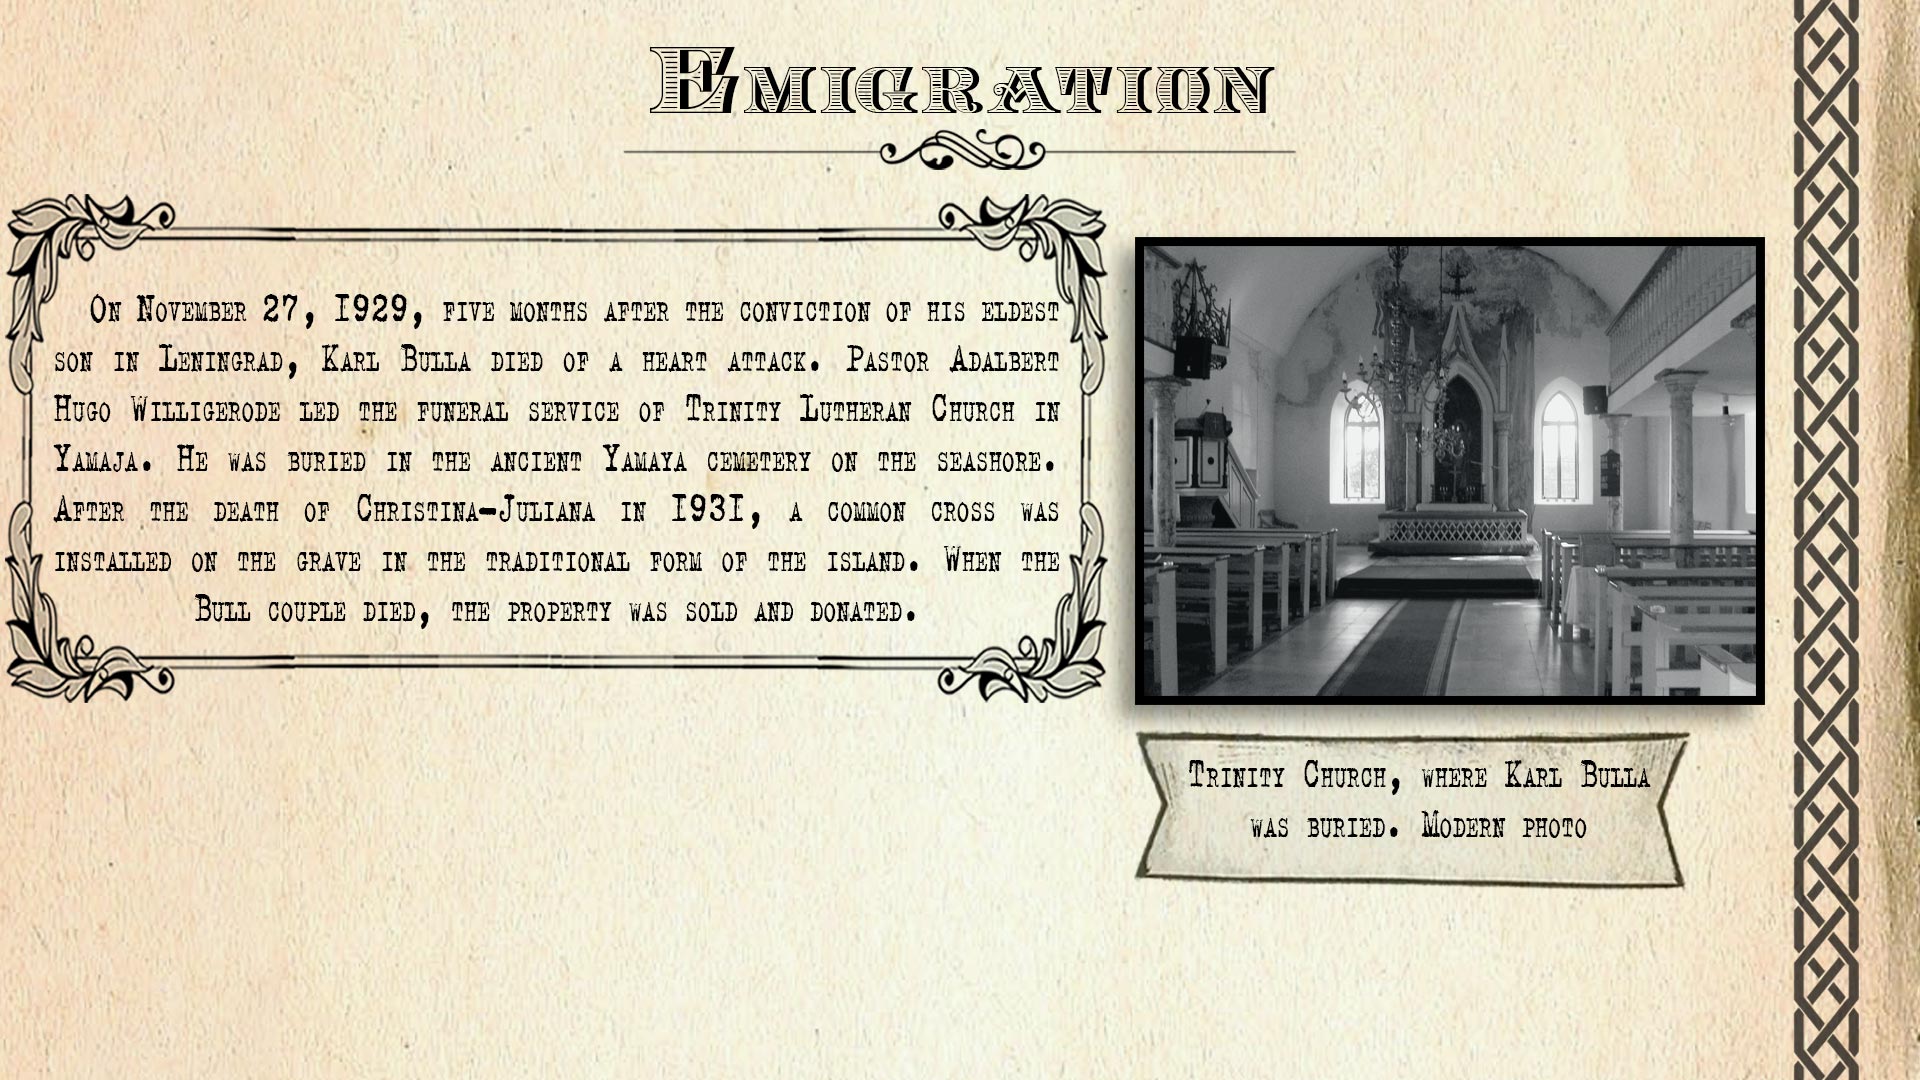 Emigration
On November 27, 1929, five months after the conviction of his eldest
son in Leningrad, Karl Bulla died of a heart attack. Pastor Adalbert
Hugo Willigerode led the funeral service of Trinity Lutheran Church in
Yamaja. He was buried in the ancient Yamaya cemetery on the seashore.
After the death of Christina-Juliana in 1931, a common cross was
installed on the grave in the traditional form of the island. When the
Bull couple died, the property was sold and donated.
Trinity Church, where Karl Bulla
was buried. Modern photo